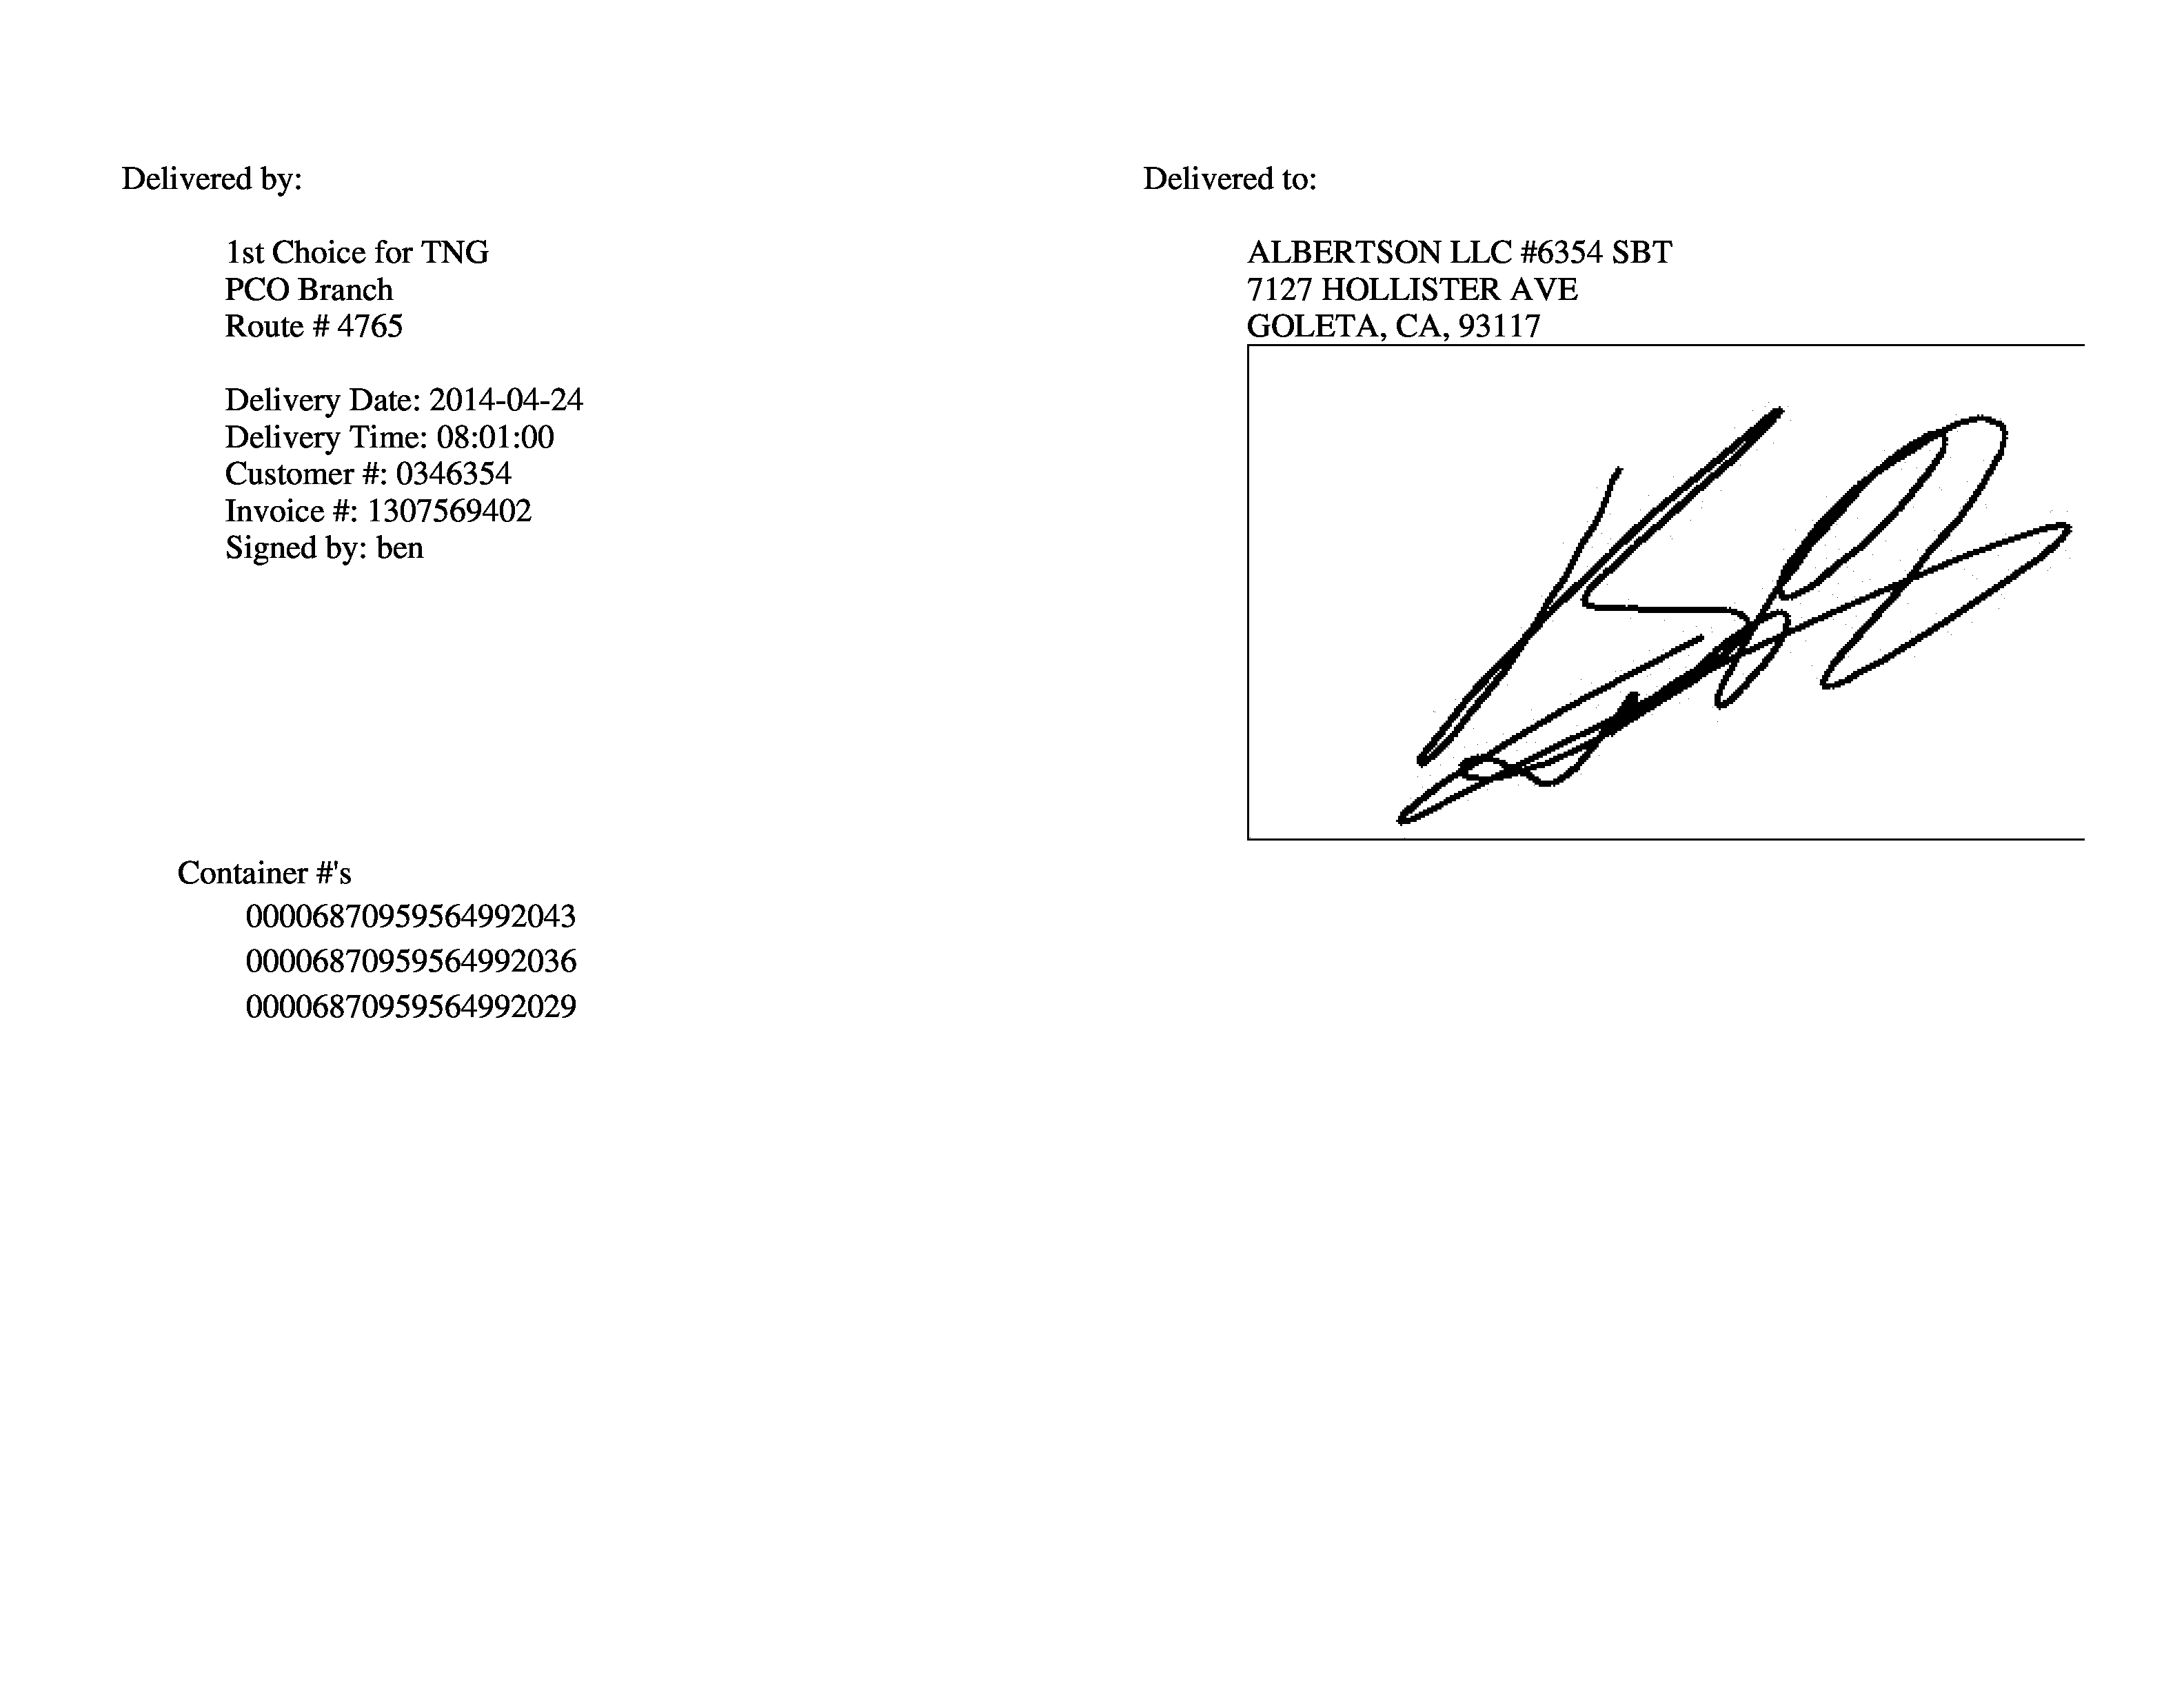 Delivered by:
1st Choice for TNG
PCO Branch
Route # 4765
Delivery Date: 2014-04-24
Delivery Time: 08:01:00
Customer #: 0346354
Invoice #: 1307569402
Signed by: ben
Delivered to:
ALBERTSON LLC #6354 SBT
7127 HOLLISTER AVE
GOLETA, CA, 93117
Container #'s
00006870959564992043
00006870959564992036
00006870959564992029